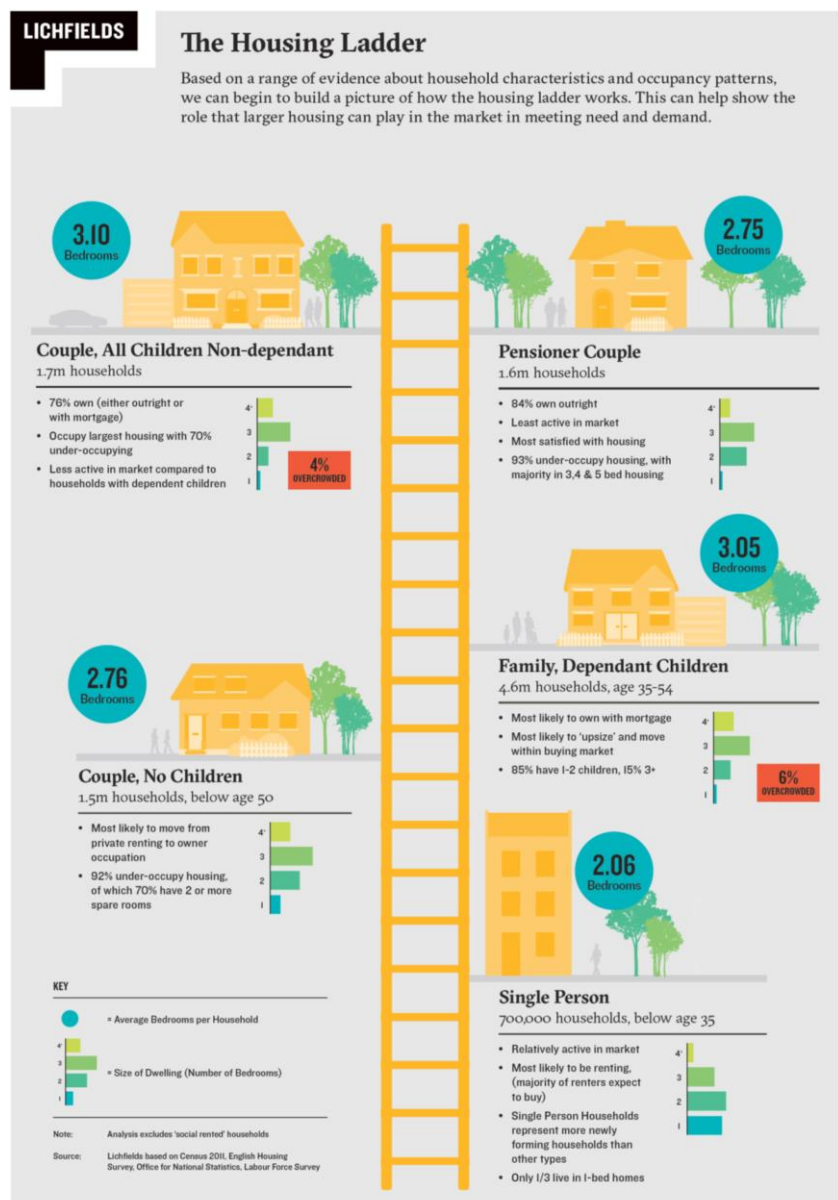 LICHFIELDS
The Housing Ladder
Based on a range of evidence about household characteristics and occupancy patterns,
we can begin to build a picture of how the housing ladder works. This can help show the
role that larger housing can play in the market in meeting need and demand.
3.10
Bedrooms
Couple, All Children Non-dependant
1.7m households
• 76% own (either outright or
with mortgage)
• Occupy largest housing with 70%
under-occupying
• Less active in market compared to
households with dependent children
4+
3
2
1
4%
OVERCROWDED
2.75
Bedrooms
Pensioner Couple
1.6m households
• 84% own outright
• Least active in market
• Most satisfied with housing
• 93% under-occupy housing, with
majority in 3,4 & 5 bed housing
4+
3
2
1
3.05
Bedrooms
Family, Dependant Children
4.6m households, age 35-54
• Most likely to own with mortgage
• Most likely to 'upsize' and move
within buying market
• 85% have 1-2 children, 15% 3+
4+
3
2
1
6%
OVERCROWDED
2.76
Bedrooms
Couple, No Children
1.5m households, below age 50
• Most likely to move from
private renting to owner
occupation
• 92% under-occupy housing,
of which 70% have 2 or more
spare rooms
4+
3
2
1
2.06
Bedrooms
Single Person
700,000 households, below age 35
• Relatively active in market
• Most likely to be renting,
(majority of renters expect
to buy)
• Single Person Households
represent more newly
forming households than
other types
• Only 1/3 live in 1-bed homes
4+
3
2
1
KEY
= Average Bedrooms per Household
4+
3
2
1
= Size of Dwelling (Number of Bedrooms)
Note: Analysis excludes 'social rented' households
Source: Lichfields based on Census 2011, English Housing
Survey, Office for National Statistics, Labour Force Survey